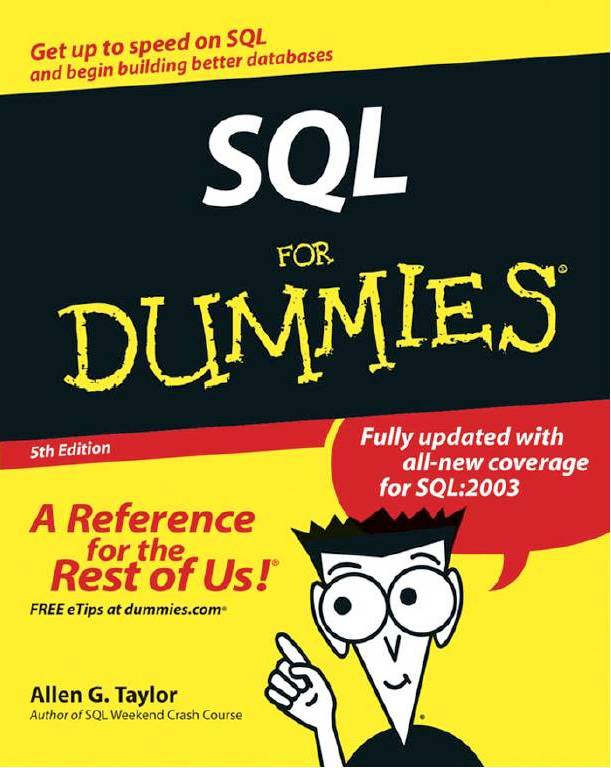 Get up to speed on SQL
and begin building better databases
SQL
FOR
DUMMIES®
5th Edition
Fully updated with
all-new coverage
for SQL:2003
A Reference
for the
Rest of Us!®
FREE eTips at dummies.com®
Allen G. Taylor
Author of SQL Weekend Crash Course
®